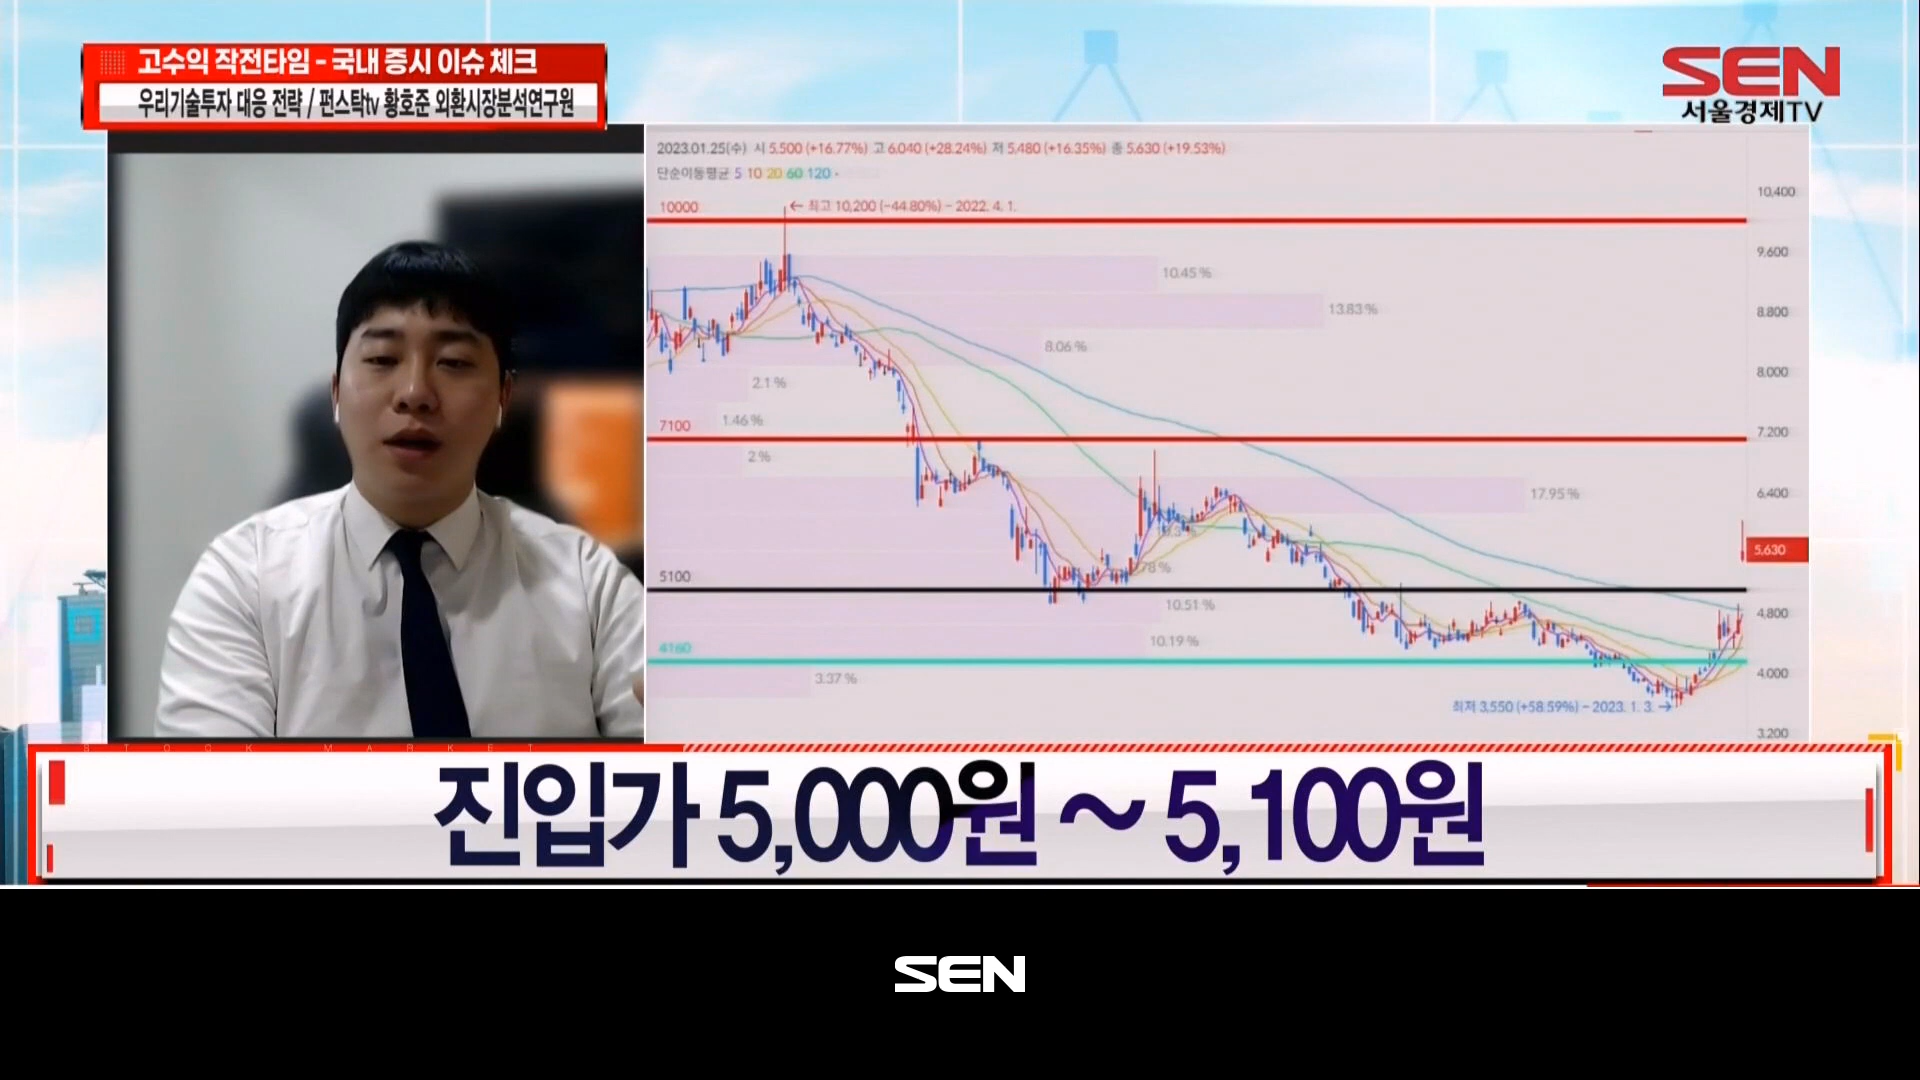 고수익 작전타임 - 국내 증시 이슈 체크
우리기술투자 대응 전략 / 펀스탁tv 황호준 외환시장분석연구원
SEN
서울경제TV
2023.01.25(수) 시 5,500 (+16.77%) 고 6,040 (+28.24%) 저 5,480 (+16.35%) 종 5,630 (+19.53%)
단순이동평균 5 10 20 60 120
10,400
10000
← 최고 10,200 (-44.80%) - 2022. 4. 1.
9,600
10.45 %
8,800
13.83 %
8.06 %
8,000
2.1 %
1.46 %
7100
7,200
2 %
6,400
17.95 %
5,630
5100
10.51 %
4,800
10.19 %
4160
4,000
3.37 %
최저 3,550 (+58.59%) - 2023. 1. 3. →
3,200
STOCK MARKET
진입가 5,000원 ~ 5,100원
SEN